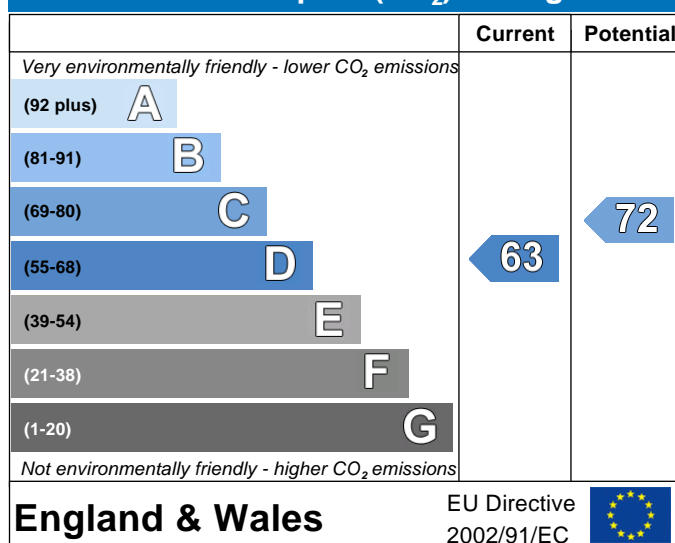 Current Potential
Very environmentally friendly - lower CO₂ emissions
(92 plus) A
(81-91) B
(69-80) C
72
(55-68) D
63
(39-54) E
(21-38) F
(1-20) G
Not environmentally friendly - higher CO₂ emissions
England & Wales
EU Directive
2002/91/EC